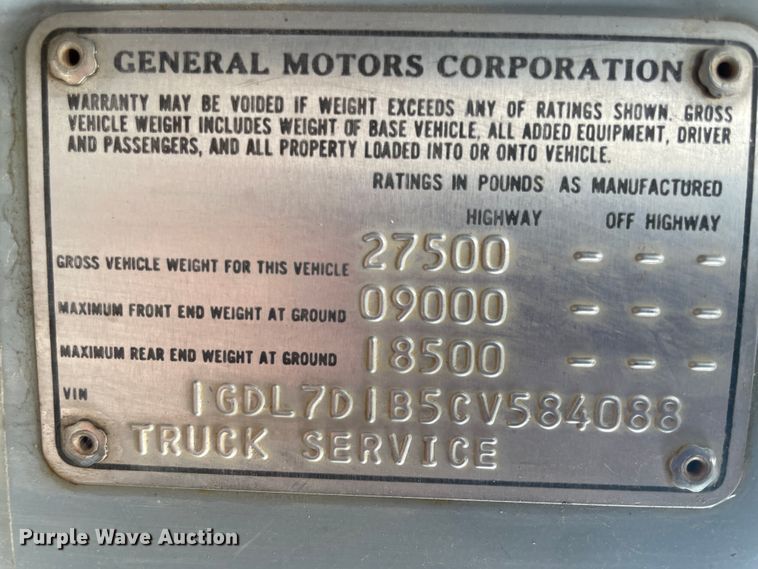 GENERAL MOTORS CORPORATION
WARRANTY MAY BE VOIDED IF WEIGHT EXCEEDS ANY OF RATINGS SHOWN. GROSS
VEHICLE WEIGHT INCLUDES WEIGHT OF BASE VEHICLE, ALL ADDED EQUIPMENT, DRIVER
AND PASSENGERS, AND ALL PROPERTY LOADED INTO OR ONTO VEHICLE.
RATINGS IN POUNDS AS MANUFACTURED
HIGHWAY OFF HIGHWAY
GROSS VEHICLE WEIGHT FOR THIS VEHICLE 27500 - - -
MAXIMUM FRONT END WEIGHT AT GROUND 09000 - - -
MAXIMUM REAR END WEIGHT AT GROUND 18500 - - -
VIN 1GDL7D1B5CV584088
TRUCK SERVICE
Purple Wave Auction